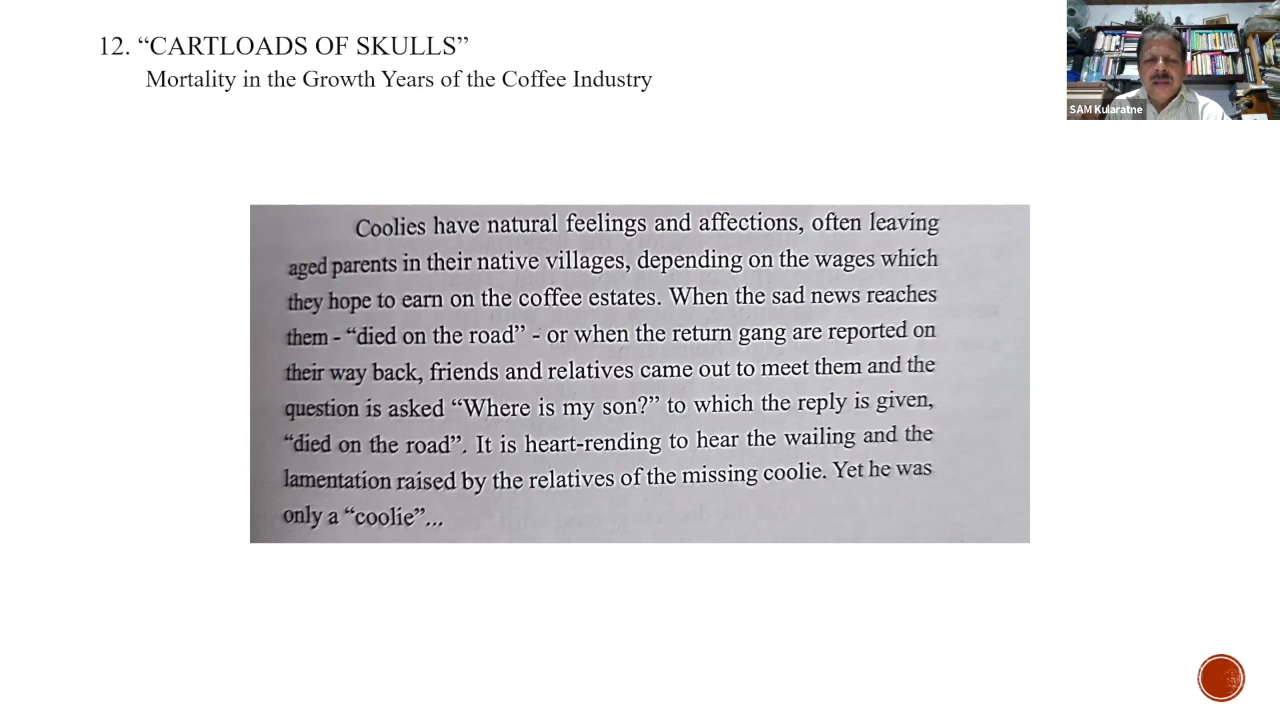 12. “CARTLOADS OF SKULLS”
Mortality in the Growth Years of the Coffee Industry
SAM Kularatne
Coolies have natural feelings and affections, often leaving
aged parents in their native villages, depending on the wages which
they hope to earn on the coffee estates. When the sad news reaches
them - “died on the road” - or when the return gang are reported on
their way back, friends and relatives came out to meet them and the
question is asked “Where is my son?” to which the reply is given,
“died on the road”. It is heart-rending to hear the wailing and the
lamentation raised by the relatives of the missing coolie. Yet he was
only a “coolie”...